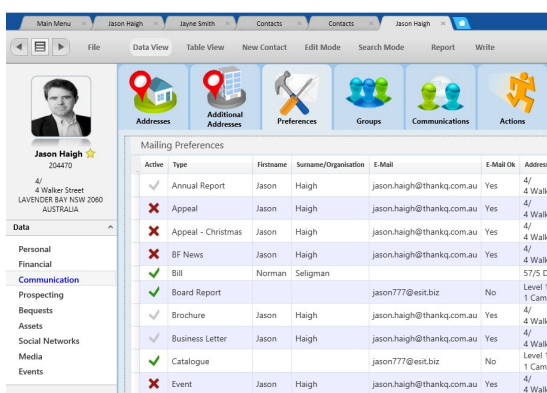 Main Menu Jason Haigh Jayne Smith Contacts Contacts Jason Haigh
File Data View Table View New Contact Edit Mode Search Mode Report Write
Addresses Additional Addresses Preferences Groups Communications Actions
Jason Haigh
204470
4/
4 Walker Street
LAVENDER BAY NSW 2060
AUSTRALIA
Data
Personal
Financial
Communication
Prospecting
Bequests
Assets
Social Networks
Media
Events
Mailing Preferences
Active Type Firstname Surname/Organisation E-Mail E-Mail Ok Address
Annual Report Jason Haigh jason.haigh@thankq.com.au Yes 4/
4 Walk
Appeal Jason Haigh jason.haigh@thankq.com.au Yes 4/
4 Walk
Appeal - Christmas Jason Haigh jason.haigh@thankq.com.au Yes 4/
4 Walk
BF News Jason Haigh jason.haigh@thankq.com.au Yes 4/
4 Walk
Bill Norman Seligman 57/5 D
Board Report jason777@esit.biz No Level 1
1 Cam
Brochure Jason Haigh jason.haigh@thankq.com.au Yes 4/
4 Walk
Business Letter Jason Haigh jason.haigh@thankq.com.au Yes 4/
4 Walk
Catalogue jason777@esit.biz No Level 1
1 Cam
Event Jason Haigh jason.haigh@thankq.com.au Yes 4/
4 Walk